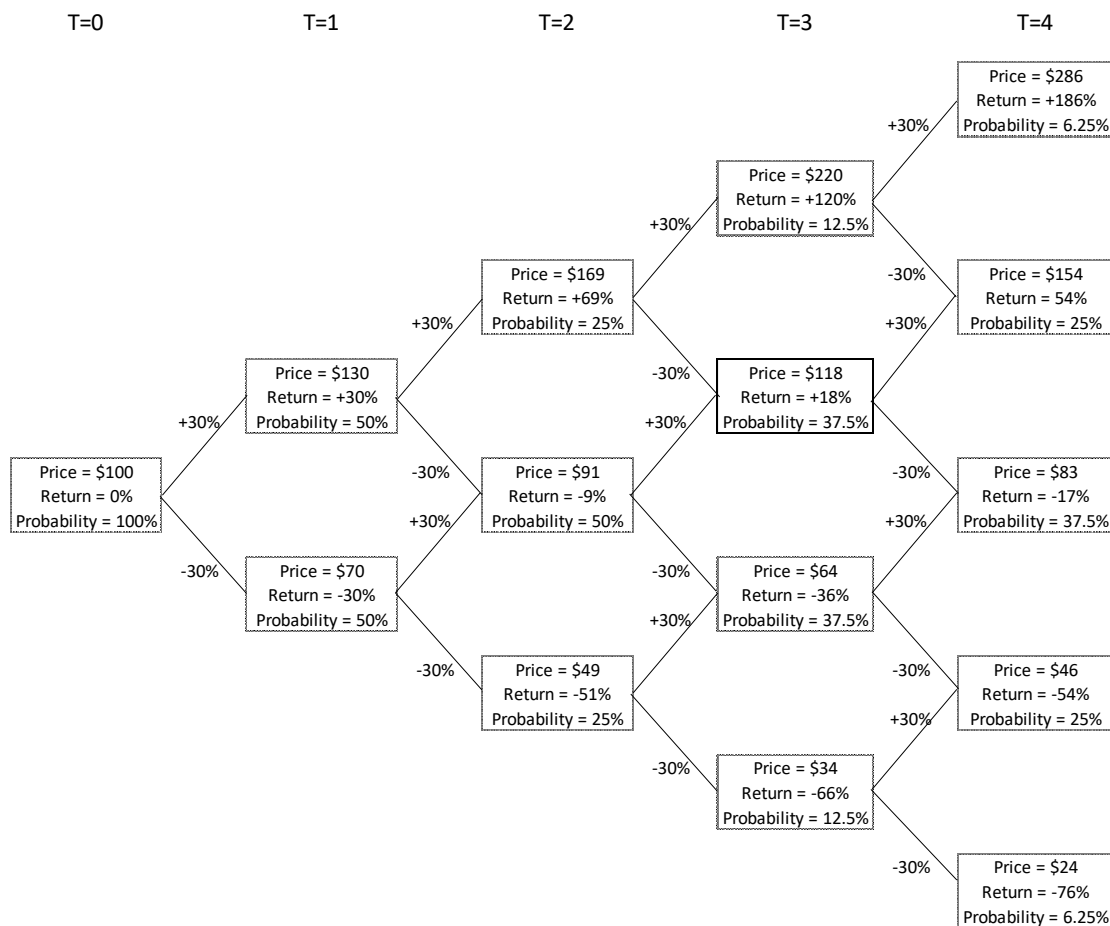 T=0
T=1
T=2
T=3
T=4
Price = $100
Return = 0%
Probability = 100%
+30%
-30%
Price = $130
Return = +30%
Probability = 50%
Price = $70
Return = -30%
Probability = 50%
+30%
-30%
+30%
-30%
Price = $169
Return = +69%
Probability = 25%
Price = $91
Return = -9%
Probability = 50%
Price = $49
Return = -51%
Probability = 25%
+30%
-30%
+30%
-30%
+30%
-30%
Price = $220
Return = +120%
Probability = 12.5%
Price = $118
Return = +18%
Probability = 37.5%
Price = $64
Return = -36%
Probability = 37.5%
Price = $34
Return = -66%
Probability = 12.5%
+30%
-30%
+30%
-30%
+30%
-30%
+30%
-30%
Price = $286
Return = +186%
Probability = 6.25%
Price = $154
Return = 54%
Probability = 25%
Price = $83
Return = -17%
Probability = 37.5%
Price = $46
Return = -54%
Probability = 25%
Price = $24
Return = -76%
Probability = 6.25%